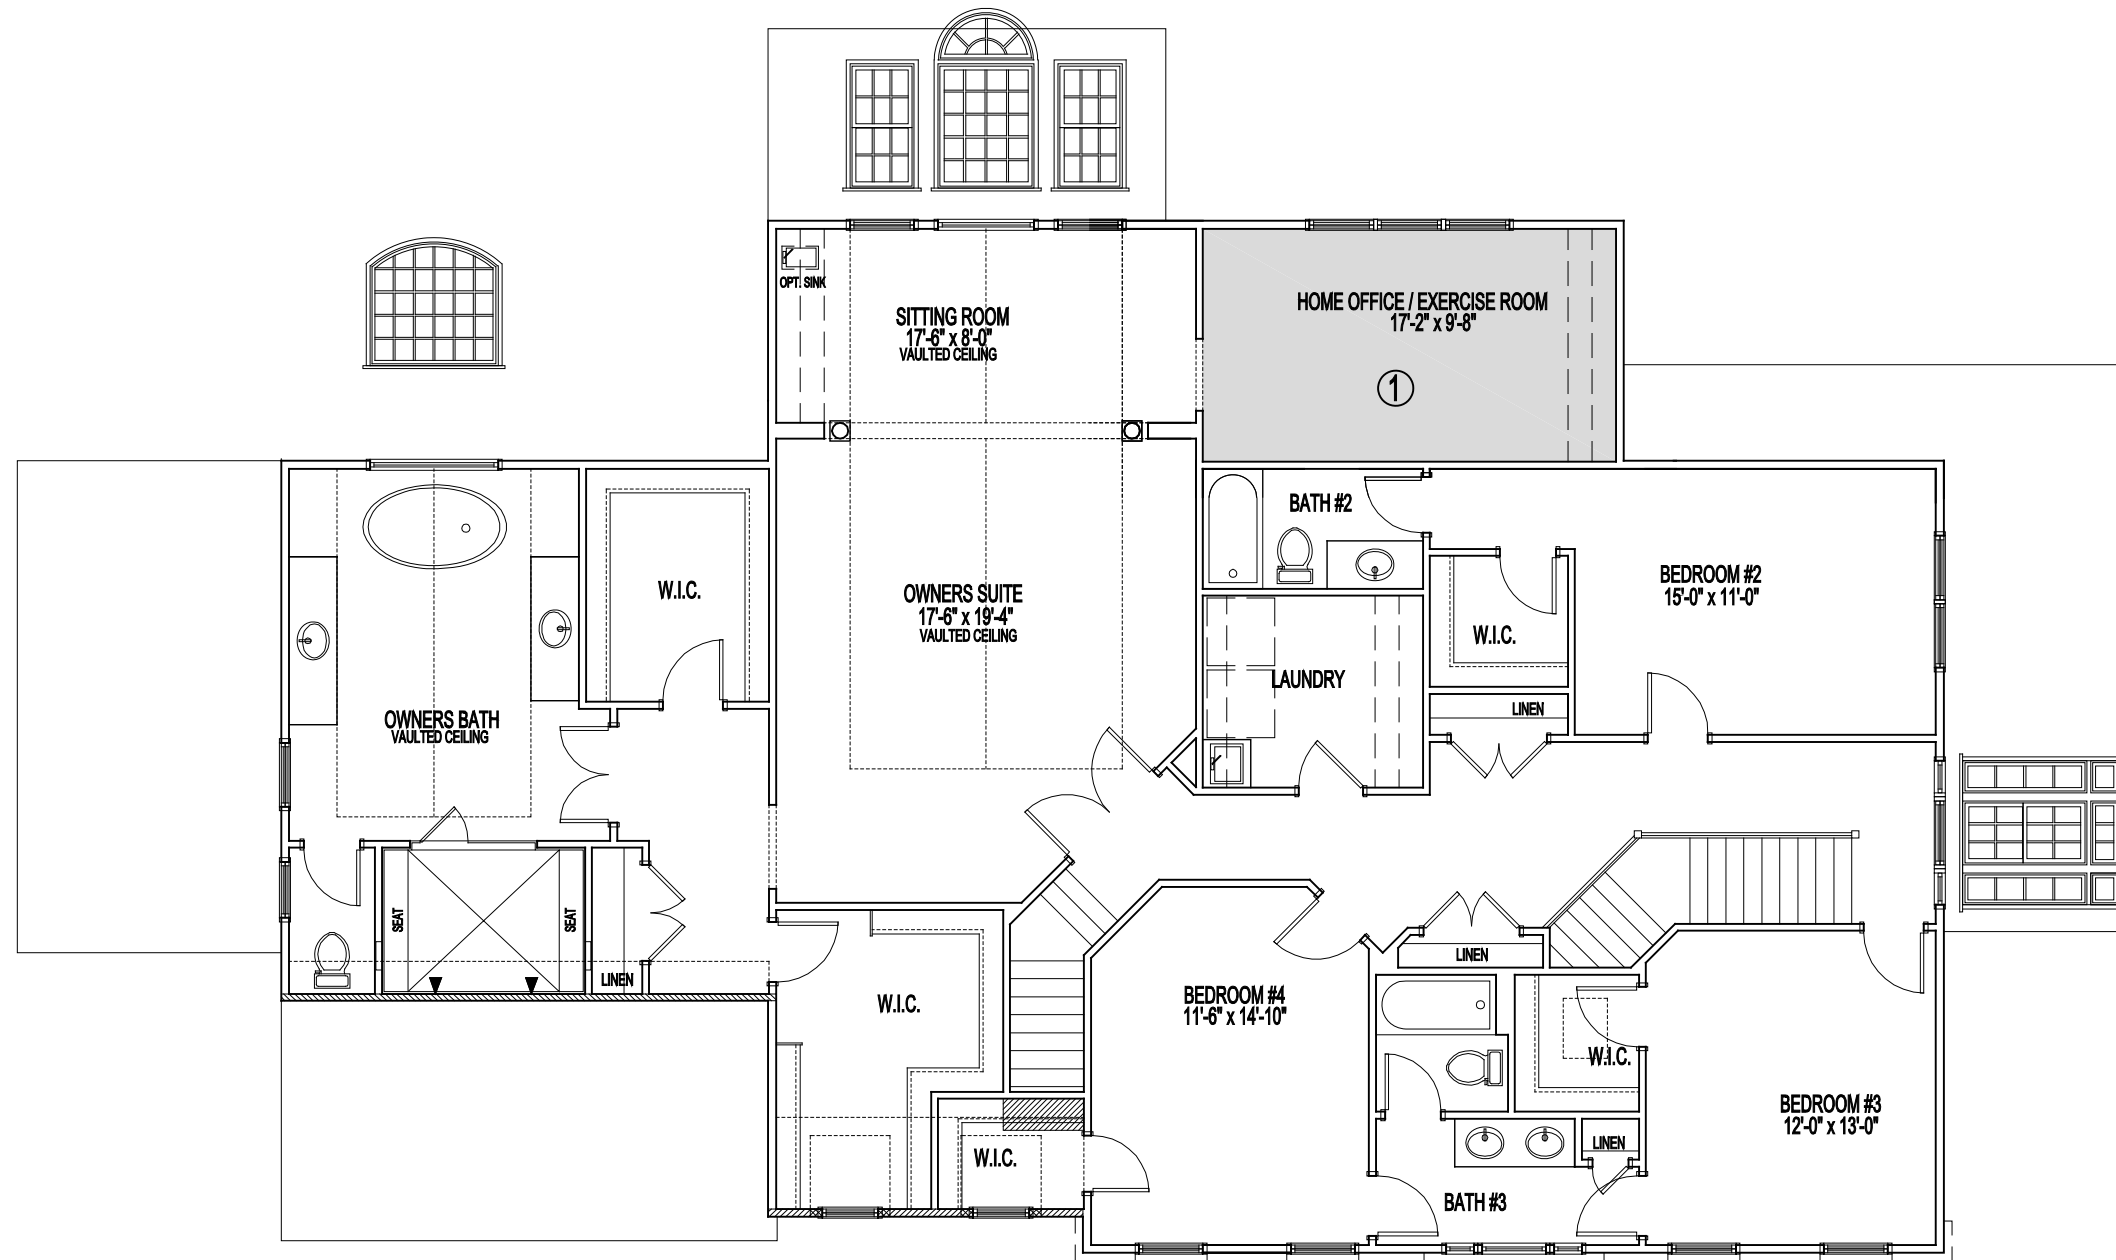 OPT. SINK
SITTING ROOM
17'-6" x 8'-0"
VAULTED CEILING
HOME OFFICE / EXERCISE ROOM
17'-2" x 9'-8"
1
BATH #2
W.I.C.
OWNERS SUITE
17'-6" x 19'-4"
VAULTED CEILING
BEDROOM #2
15'-0" x 11'-0"
W.I.C.
LAUNDRY
LINEN
OWNERS BATH
VAULTED CEILING
SEAT
SEAT
LINEN
W.I.C.
BEDROOM #4
11'-6" x 14'-10"
LINEN
W.I.C.
BEDROOM #3
12'-0" x 13'-0"
W.I.C.
LINEN
BATH #3